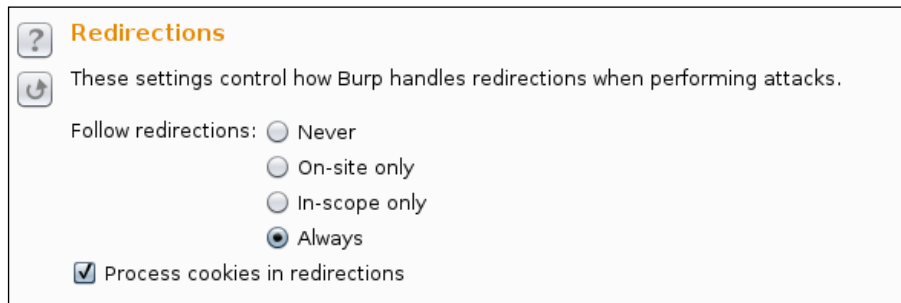 ?
Redirections
These settings control how Burp handles redirections when performing attacks.
Follow redirections: Never
On-site only
In-scope only
Always
Process cookies in redirections